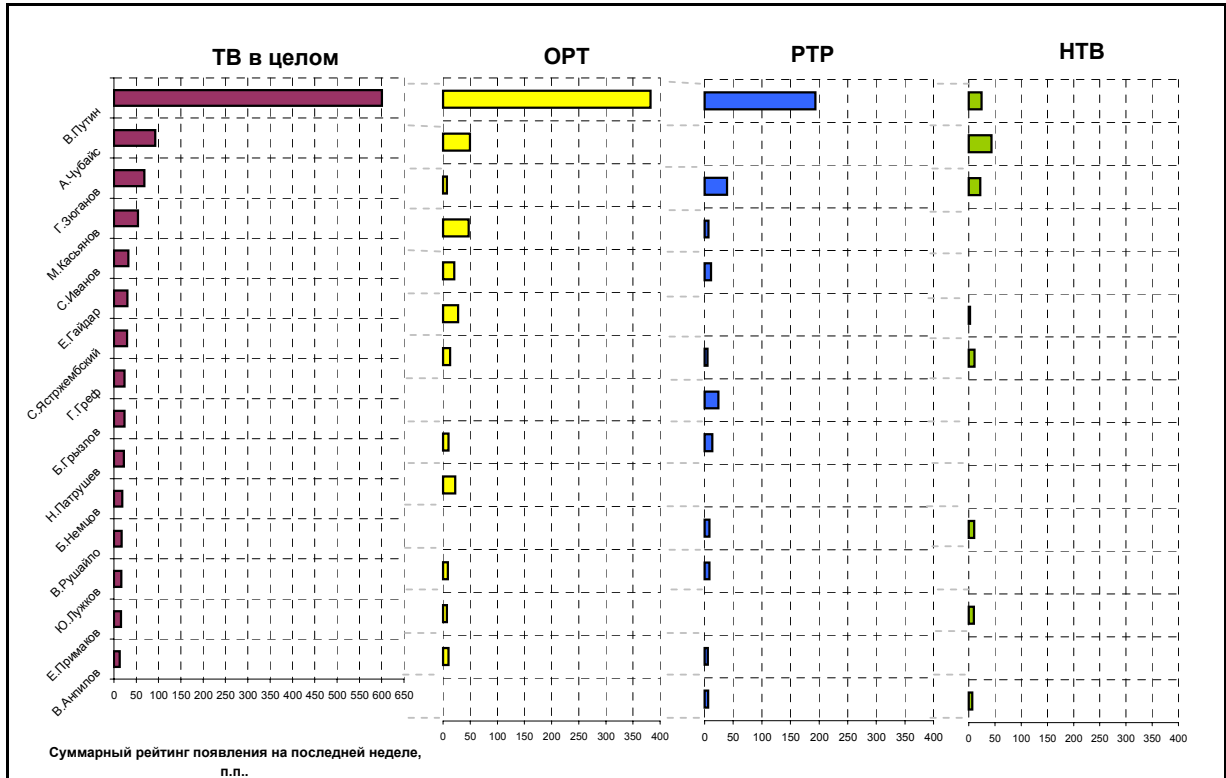 ТВ в целом
ОРТ
РТР
НТВ
В.Путин
А.Чубайс
Г.Зюганов
М.Касьянов
С.Иванов
Е.Гайдар
С.Ястржембский
Г.Греф
Б.Грызлов
Н.Патрушев
Б.Немцов
В.Рушайло
Ю.Лужков
Е.Примаков
В.Анпилов
0 50 100 150 200 250 300 350 400 450 500 550 600 650
0 50 100 150 200 250 300 350 400
0 50 100 150 200 250 300 350 400
0 50 100 150 200 250 300 350 400
Суммарный рейтинг появления на последней неделе,
п.п..